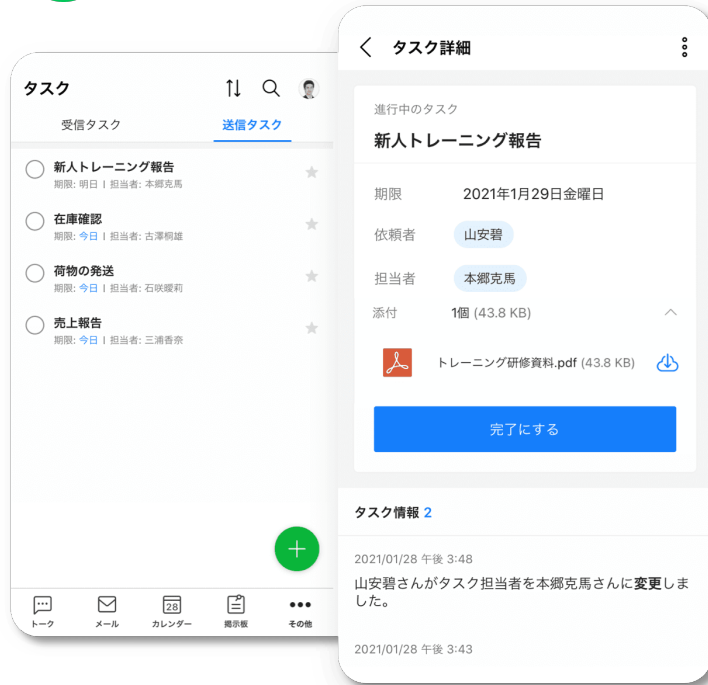 タスク
受信タスク
送信タスク
新人トレーニング報告
期限: 明日 | 担当者: 本郷克馬
在庫確認
期限: 今日 | 担当者: 古澤桐雄
荷物の発送
期限: 今日 | 担当者: 石咲瞹莉
売上報告
期限: 今日 | 担当者: 三浦香奈
28
トーク
メール
カレンダー
掲示板
その他
タスク詳細
進行中のタスク
新人トレーニング報告
期限 2021年1月29日金曜日
依頼者 山安碧
担当者 本郷克馬
添付 1個 (43.8 KB)
トレーニング研修資料.pdf (43.8 KB)
完了にする
タスク情報 2
2021/01/28 午後 3:48
山安碧さんがタスク担当者を本郷克馬さんに変更しま
した。
2021/01/28 午後 3:43